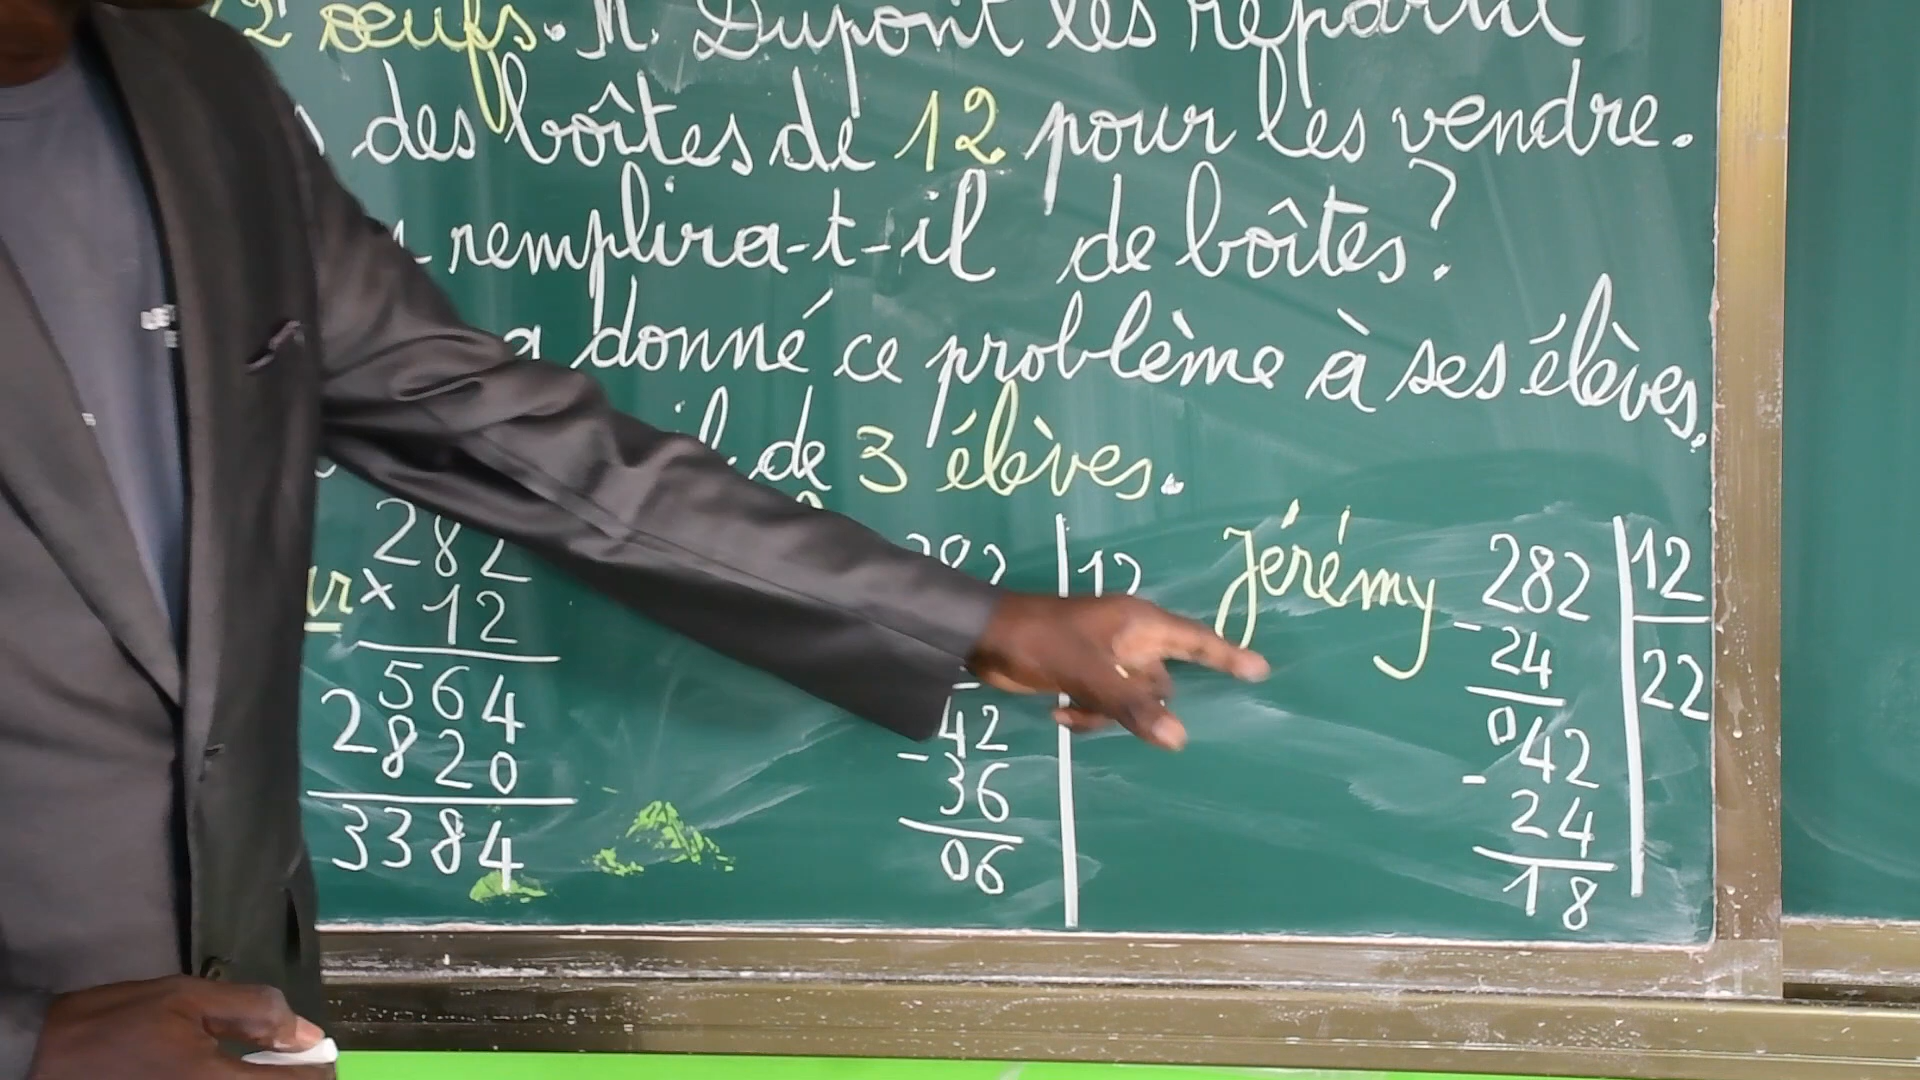 œufs. M. Dupont les répartit
des boîtes de 12 pour les vendre.
remplira-t-il de boîtes?
a donné ce problème à ses élèves.
de 3 élèves.
282
× 12
564
2820
3384
282 12
42
- 36
06
Jérémy
282 12
- 24 22
042
- 24
18